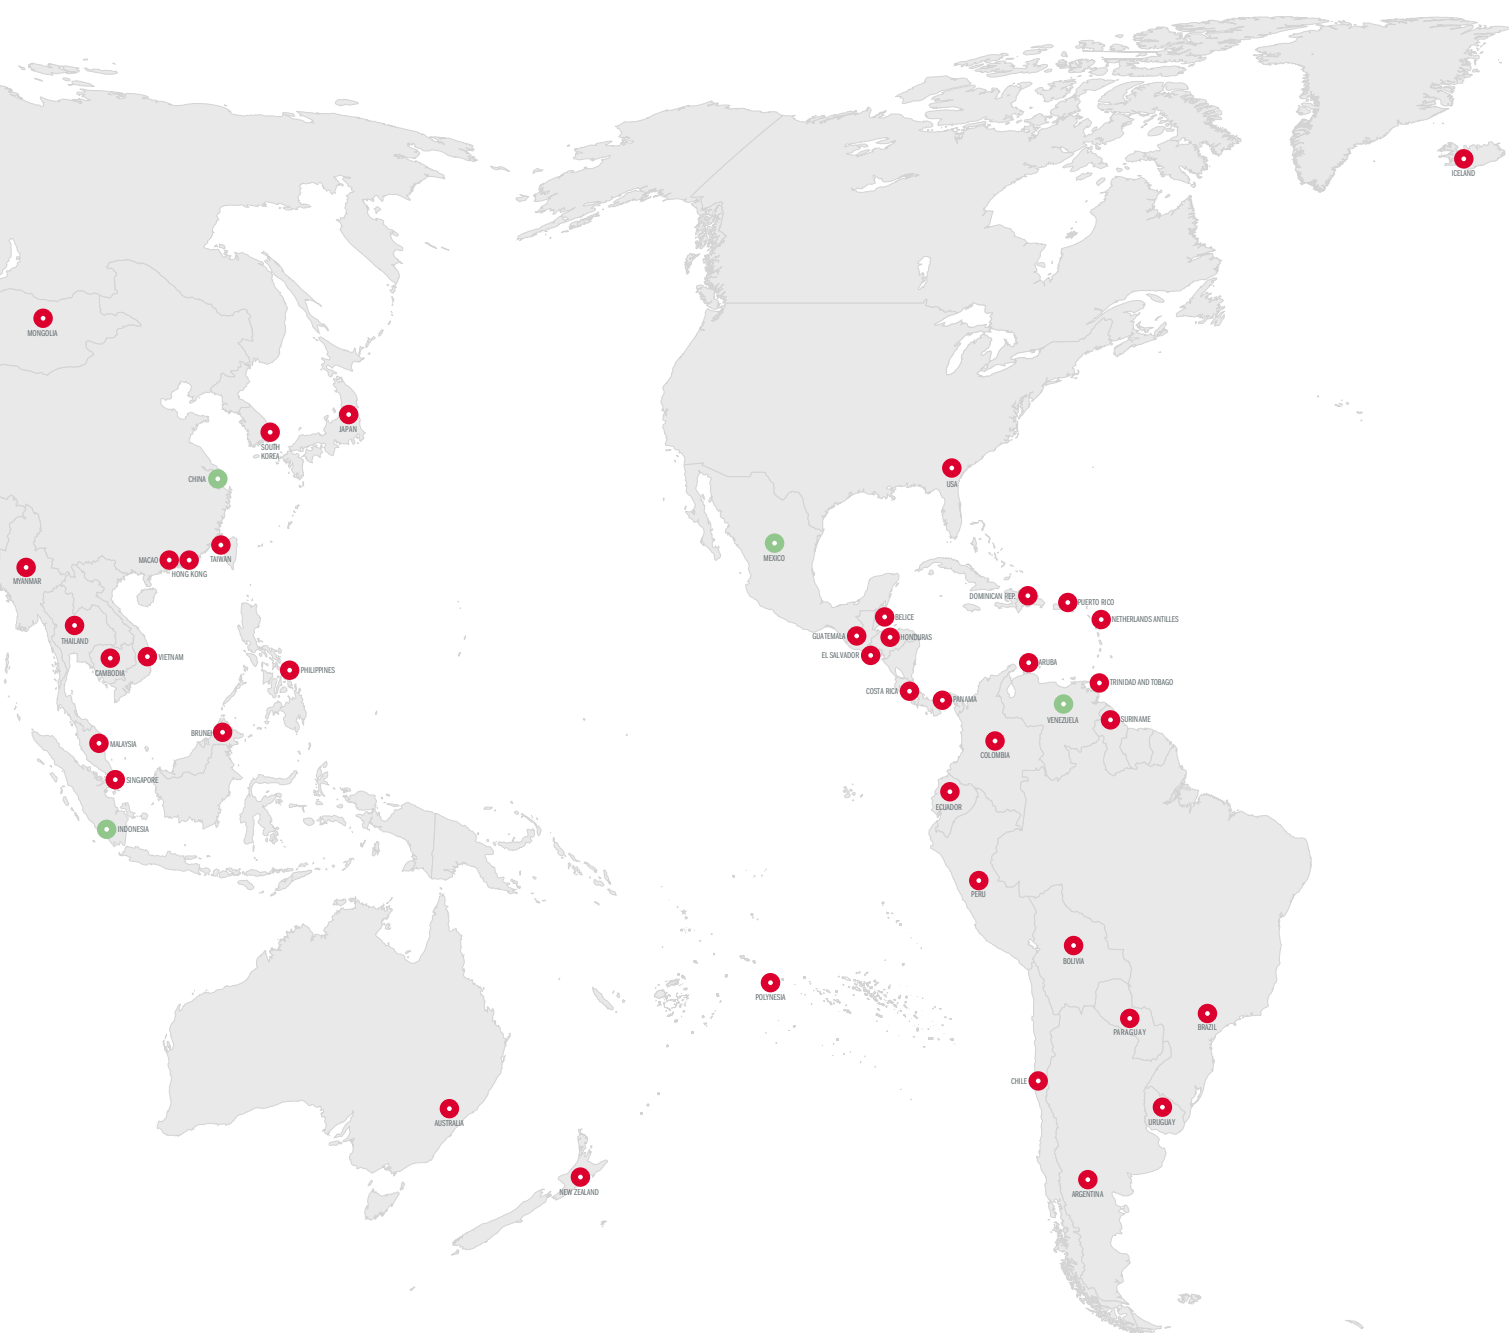 ICELAND
MONGOLIA
JAPAN
SOUTH
KOREA
CHINA
USA
MACAO
HONG KONG
TAIWAN
MEXICO
MYANMAR
DOMINICAN REP.
PUERTO RICO
NETHERLANDS ANTILLES
BELICE
GUATEMALA
HONDURAS
EL SALVADOR
THAILAND
VIETNAM
CAMBODIA
PHILIPPINES
ARUBA
TRINIDAD AND TOBAGO
COSTA RICA
PANAMA
VENEZUELA
SURINAME
BRUNEI
MALAYSIA
COLOMBIA
SINGAPORE
ECUADOR
INDONESIA
PERU
BOLIVIA
POLYNESIA
PARAGUAY
BRAZIL
CHILE
AUSTRALIA
URUGUAY
NEW ZEALAND
ARGENTINA